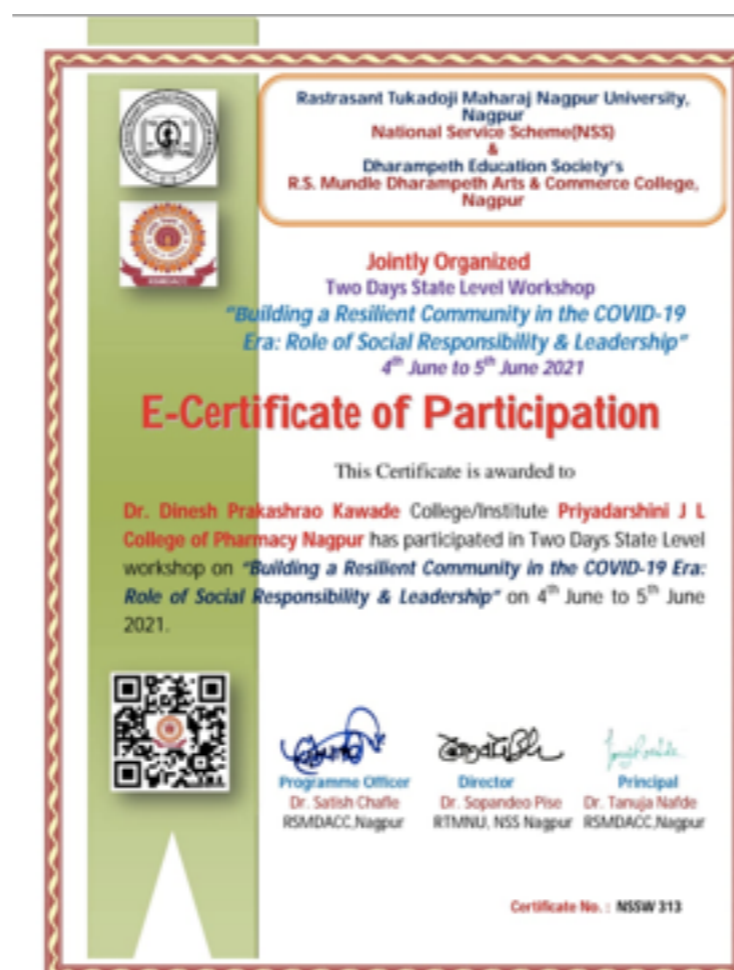 Rastrasant Tukadoji Maharaj Nagpur University,
Nagpur
National Service Scheme(NSS)
&
Dharampeth Education Society's
R.S. Mundle Dharampeth Arts & Commerce College,
Nagpur
RSMDACC
Jointly Organized
Two Days State Level Workshop
"Building a Resilient Community in the COVID-19
Era: Role of Social Responsibility & Leadership"
4th June to 5th June 2021
E-Certificate of Participation
This Certificate is awarded to
Dr. Dinesh Prakashrao Kawade College/Institute Priyadarshini J L
College of Pharmacy Nagpur has participated in Two Days State Level
workshop on "Building a Resilient Community in the COVID-19 Era:
Role of Social Responsibility & Leadership" on 4th June to 5th June
2021.
Programme Officer Director Principal
Dr. Satish Chafle Dr. Sopandeo Pise Dr. Tanuja Nafde
RSMDACC,Nagpur RTMNU, NSS Nagpur RSMDACC,Nagpur
Certificate No. : NSSW 313